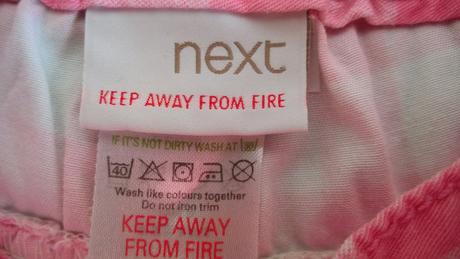 next
KEEP AWAY FROM FIRE
IF IT'S NOT DIRTY WASH AT 30°
40
Wash like colours together
Do not iron trim
KEEP AWAY
FROM FIRE